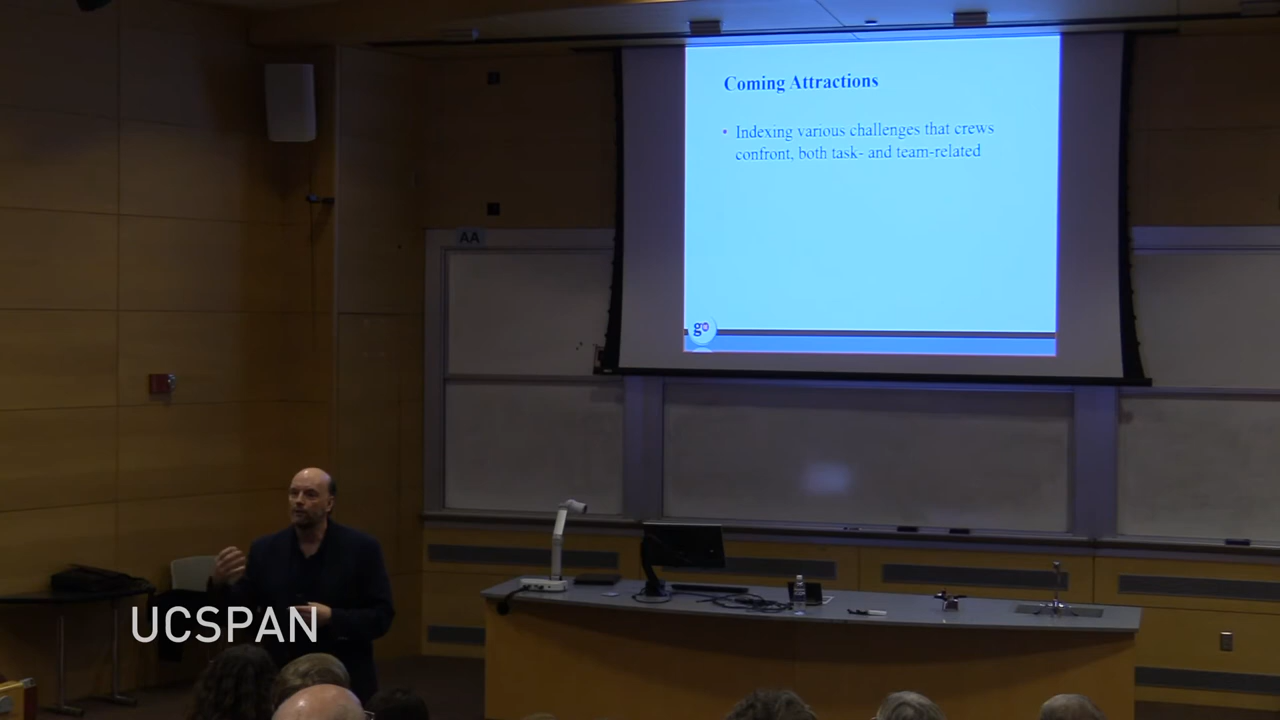 Coming Attractions
• Indexing various challenges that crews
confront, both task- and team-related
go
AA
UCSPAN